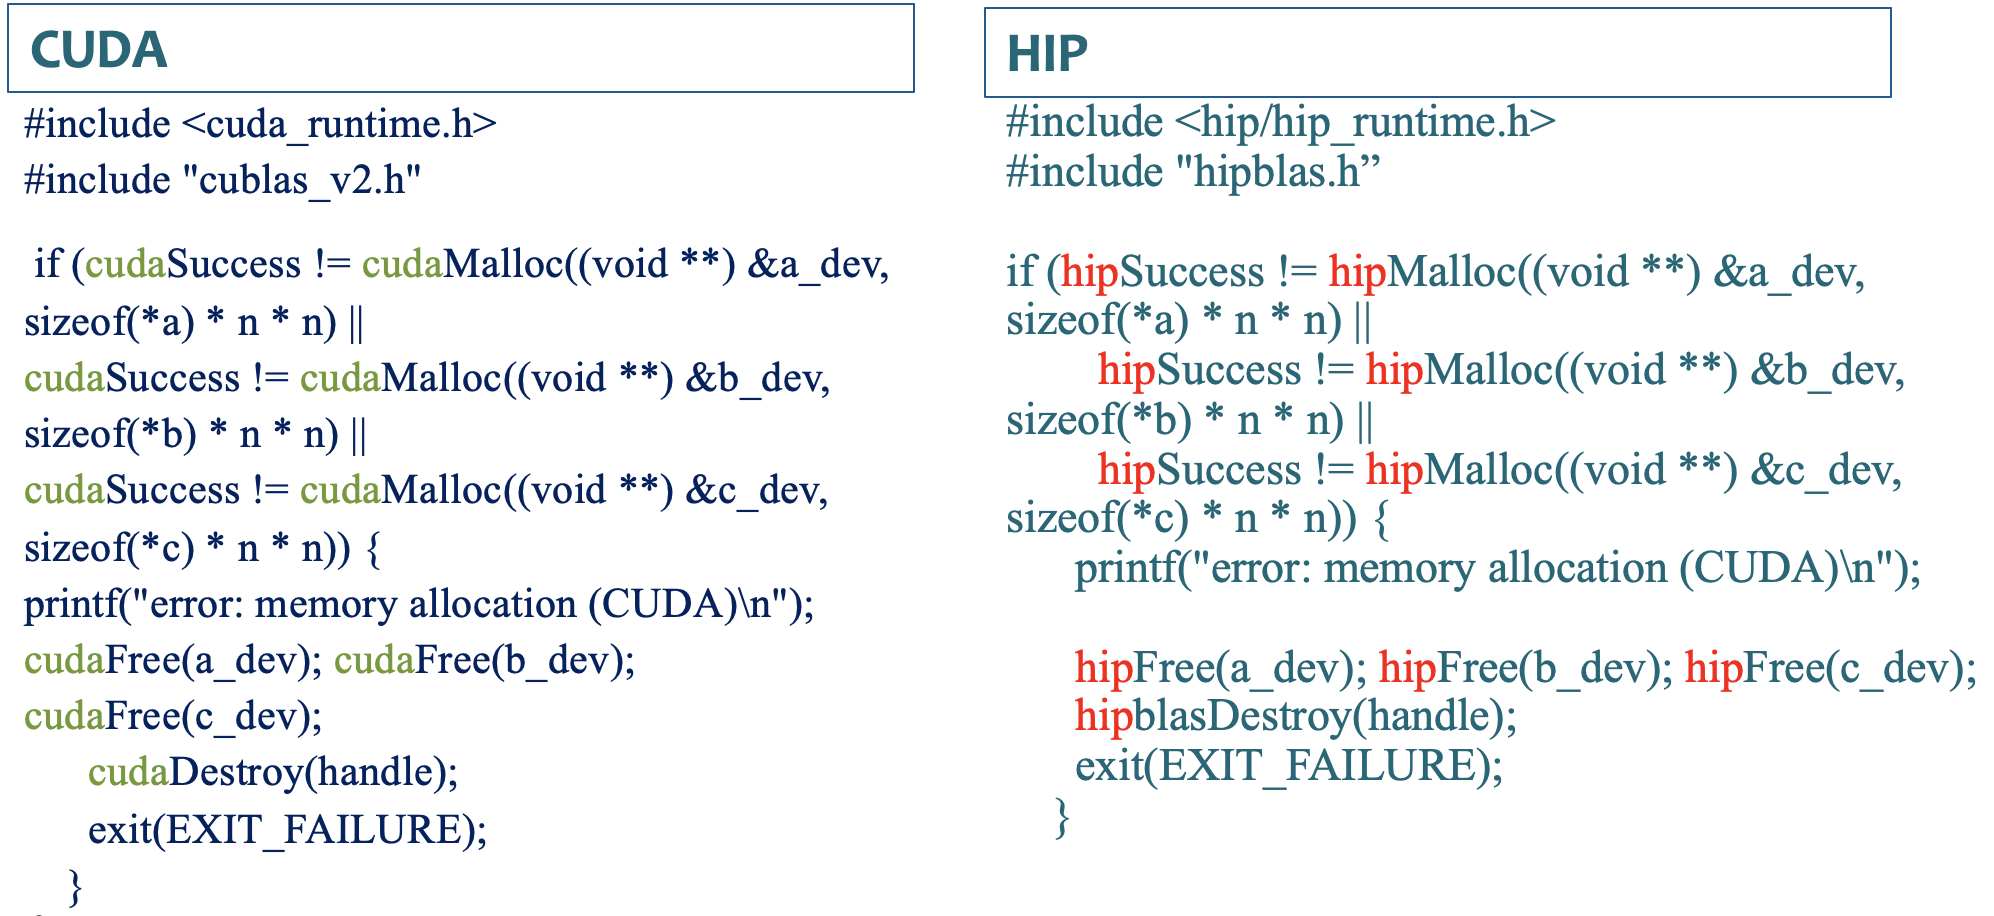 CUDA
#include <cuda_runtime.h>
#include "cublas_v2.h"
if (cudaSuccess != cudaMalloc((void **) &a_dev,
sizeof(*a) * n * n) ||
cudaSuccess != cudaMalloc((void **) &b_dev,
sizeof(*b) * n * n) ||
cudaSuccess != cudaMalloc((void **) &c_dev,
sizeof(*c) * n * n)) {
printf("error: memory allocation (CUDA)\n");
cudaFree(a_dev); cudaFree(b_dev);
cudaFree(c_dev);
cudaDestroy(handle);
exit(EXIT_FAILURE);
}
HIP
#include <hip/hip_runtime.h>
#include "hipblas.h”
if (hipSuccess != hipMalloc((void **) &a_dev,
sizeof(*a) * n * n) ||
hipSuccess != hipMalloc((void **) &b_dev,
sizeof(*b) * n * n) ||
hipSuccess != hipMalloc((void **) &c_dev,
sizeof(*c) * n * n)) {
printf("error: memory allocation (CUDA)\n");
hipFree(a_dev); hipFree(b_dev); hipFree(c_dev);
hipblasDestroy(handle);
exit(EXIT_FAILURE);
}